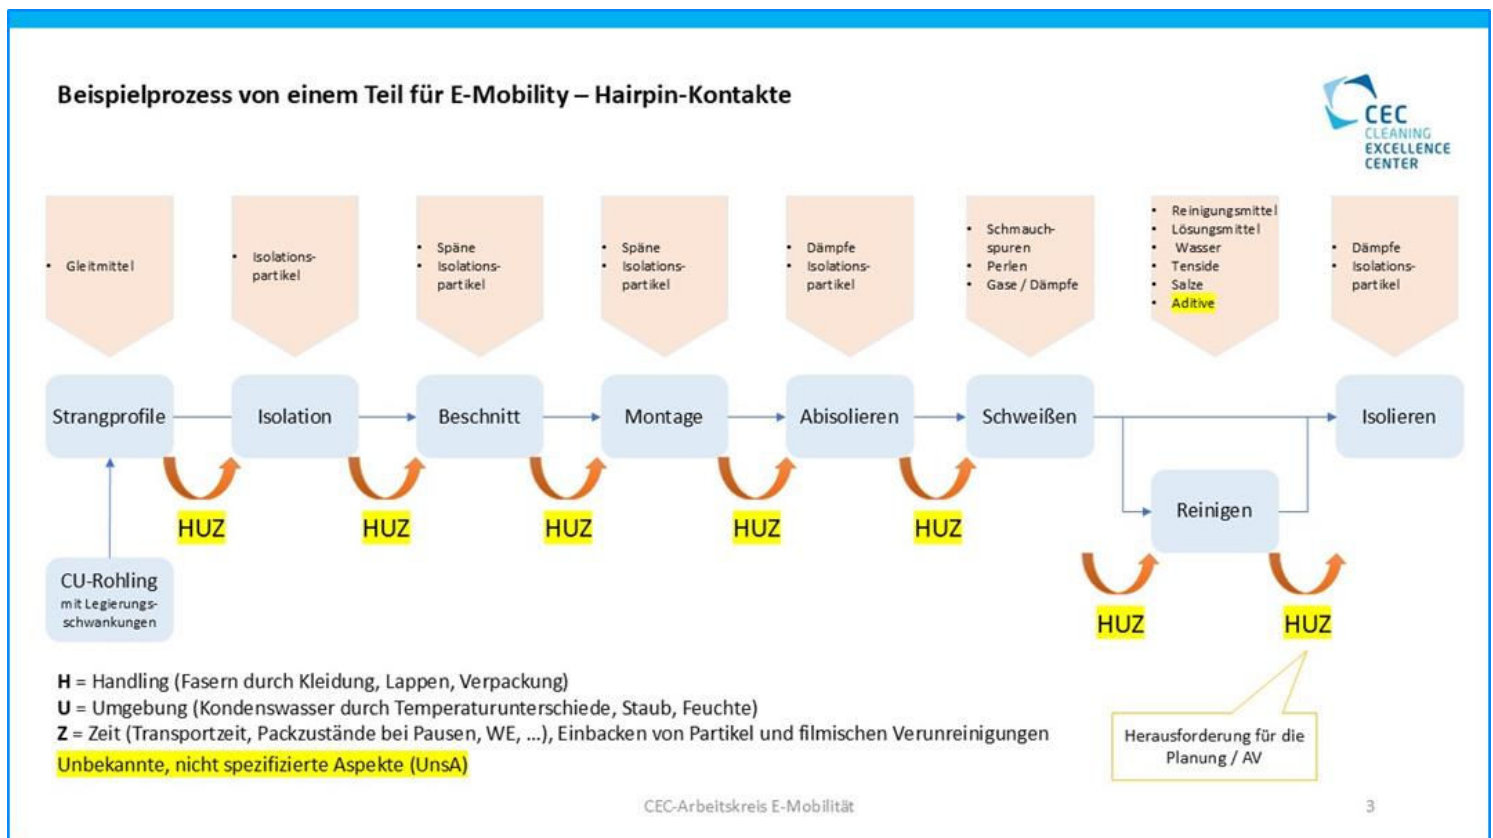 Beispielprozess von einem Teil für E-Mobility – Hairpin-Kontakte
CEC
CLEANING
EXCELLENCE
CENTER
• Gleitmittel
• Isolations-
partikel
• Späne
• Isolations-
partikel
• Späne
• Isolations-
partikel
• Dämpfe
• Isolations-
partikel
• Schmauch-
spuren
• Perlen
• Gase / Dämpfe
• Reinigungsmittel
• Lösungsmittel
• Wasser
• Tenside
• Salze
• Aditive
• Dämpfe
• Isolations-
partikel
Strangprofile
Isolation
Beschnitt
Montage
Abisolieren
Schweißen
Isolieren
Reinigen
HUZ
HUZ
HUZ
HUZ
HUZ
CU-Rohling
mit Legierungs-
schwankungen
HUZ
HUZ
H = Handling (Fasern durch Kleidung, Lappen, Verpackung)
U = Umgebung (Kondenswasser durch Temperaturunterschiede, Staub, Feuchte)
Z = Zeit (Transportzeit, Packzustände bei Pausen, WE, …), Einbacken von Partikel und filmischen Verunreinigungen
Unbekannte, nicht spezifizierte Aspekte (UnsA)
Herausforderung für die
Planung / AV
CEC-Arbeitskreis E-Mobilität
3